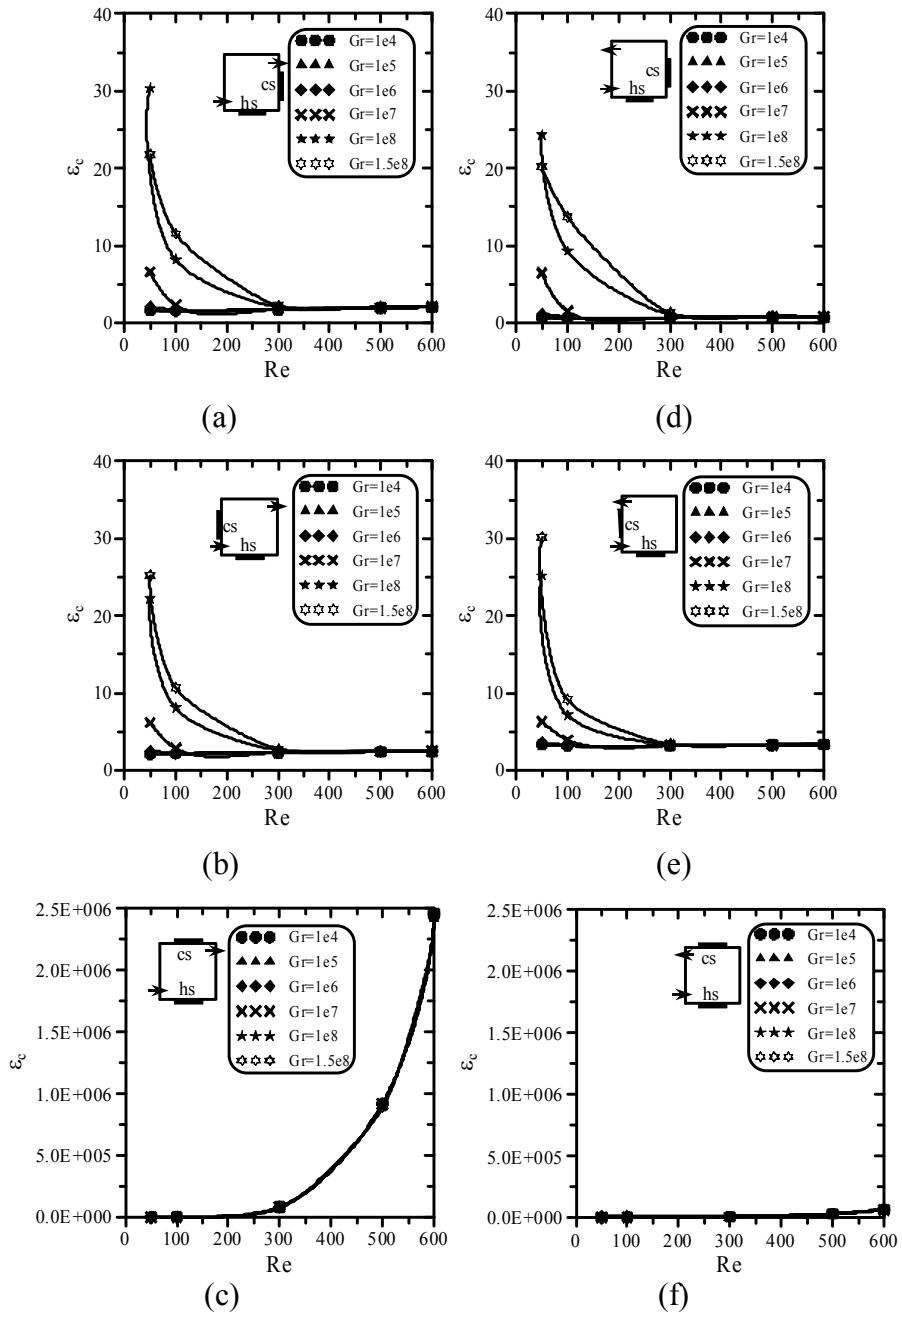 40
30
20
10
0
ε_c
0 100 200 300 400 500 600
Re
hs
cs
Gr=1e4
Gr=1e5
Gr=1e6
Gr=1e7
Gr=1e8
Gr=1.5e8
(a)
40
30
20
10
0
ε_c
0 100 200 300 400 500 600
Re
hs
cs
Gr=1e4
Gr=1e5
Gr=1e6
Gr=1e7
Gr=1e8
Gr=1.5e8
(d)
40
30
20
10
0
ε_c
0 100 200 300 400 500 600
Re
cs
hs
Gr=1e4
Gr=1e5
Gr=1e6
Gr=1e7
Gr=1e8
Gr=1.5e8
(b)
40
30
20
10
0
ε_c
0 100 200 300 400 500 600
Re
cs
hs
Gr=1e4
Gr=1e5
Gr=1e6
Gr=1e7
Gr=1e8
Gr=1.5e8
(e)
2.5E+006
2.0E+006
1.5E+006
1.0E+006
5.0E+005
0.0E+000
ε_c
0 100 200 300 400 500 600
Re
cs
hs
Gr=1e4
Gr=1e5
Gr=1e6
Gr=1e7
Gr=1e8
Gr=1.5e8
(c)
2.5E+006
2.0E+006
1.5E+006
1.0E+006
5.0E+005
0.0E+000
ε_c
0 100 200 300 400 500 600
Re
cs
hs
Gr=1e4
Gr=1e5
Gr=1e6
Gr=1e7
Gr=1e8
Gr=1.5e8
(f)